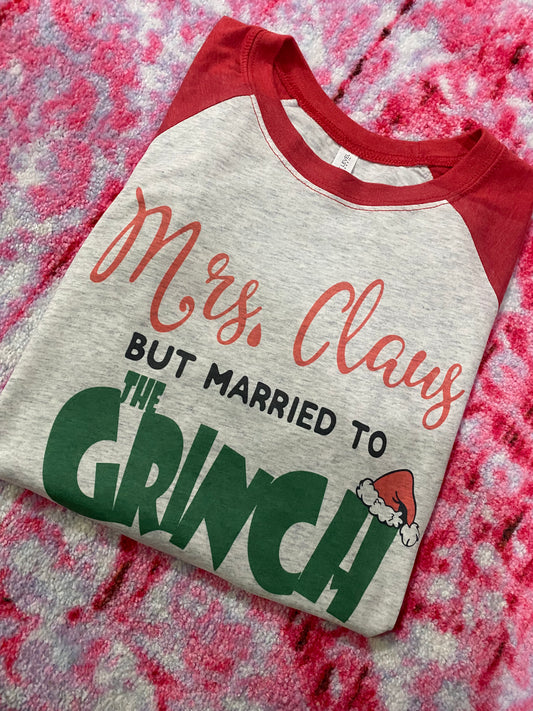 Mrs. Claus
BUT MARRIED TO
THE
GRINCH